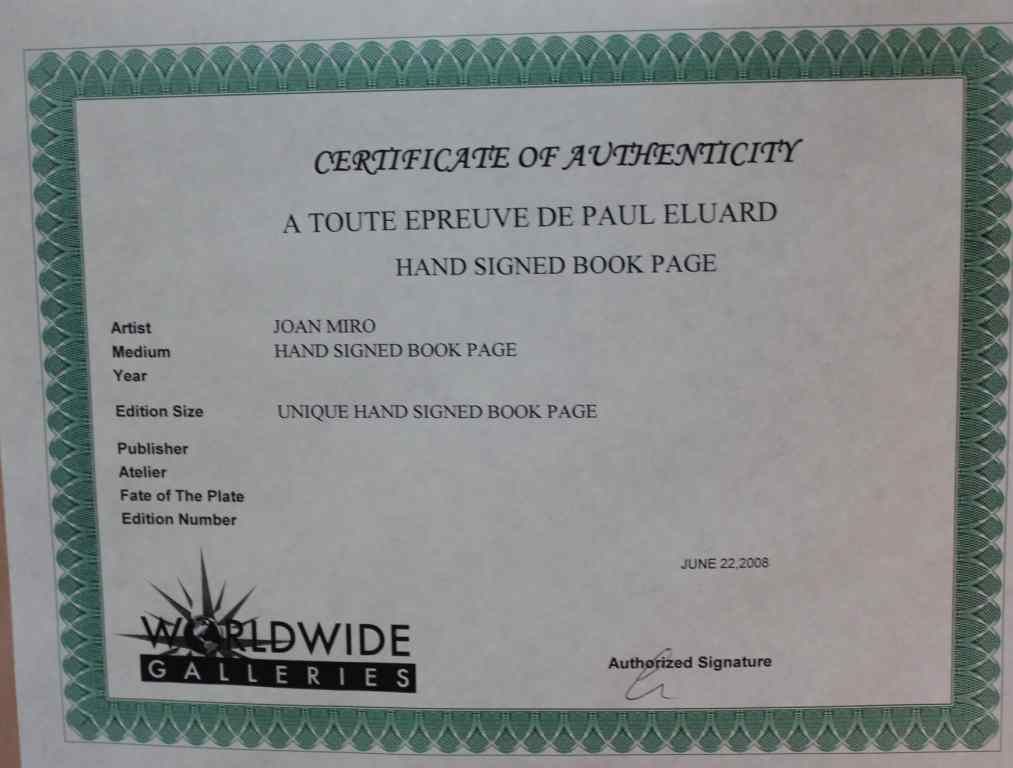 CERTIFICATE OF AUTHENTICITY
A TOUTE EPREUVE DE PAUL ELUARD
HAND SIGNED BOOK PAGE
Artist JOAN MIRO
Medium HAND SIGNED BOOK PAGE
Year
Edition Size UNIQUE HAND SIGNED BOOK PAGE
Publisher
Atelier
Fate of The Plate
Edition Number
JUNE 22,2008
WORLDWIDE
GALLERIES
Authorized Signature